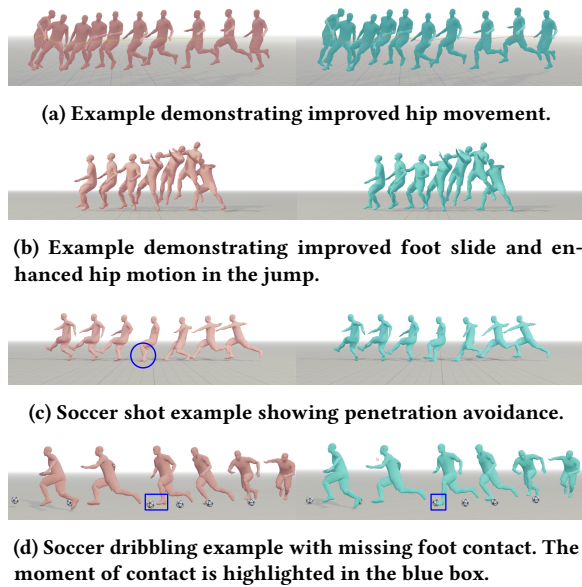 (a) Example demonstrating improved hip movement.
(b) Example demonstrating improved foot slide and en-
hanced hip motion in the jump.
(c) Soccer shot example showing penetration avoidance.
(d) Soccer dribbling example with missing foot contact. The
moment of contact is highlighted in the blue box.